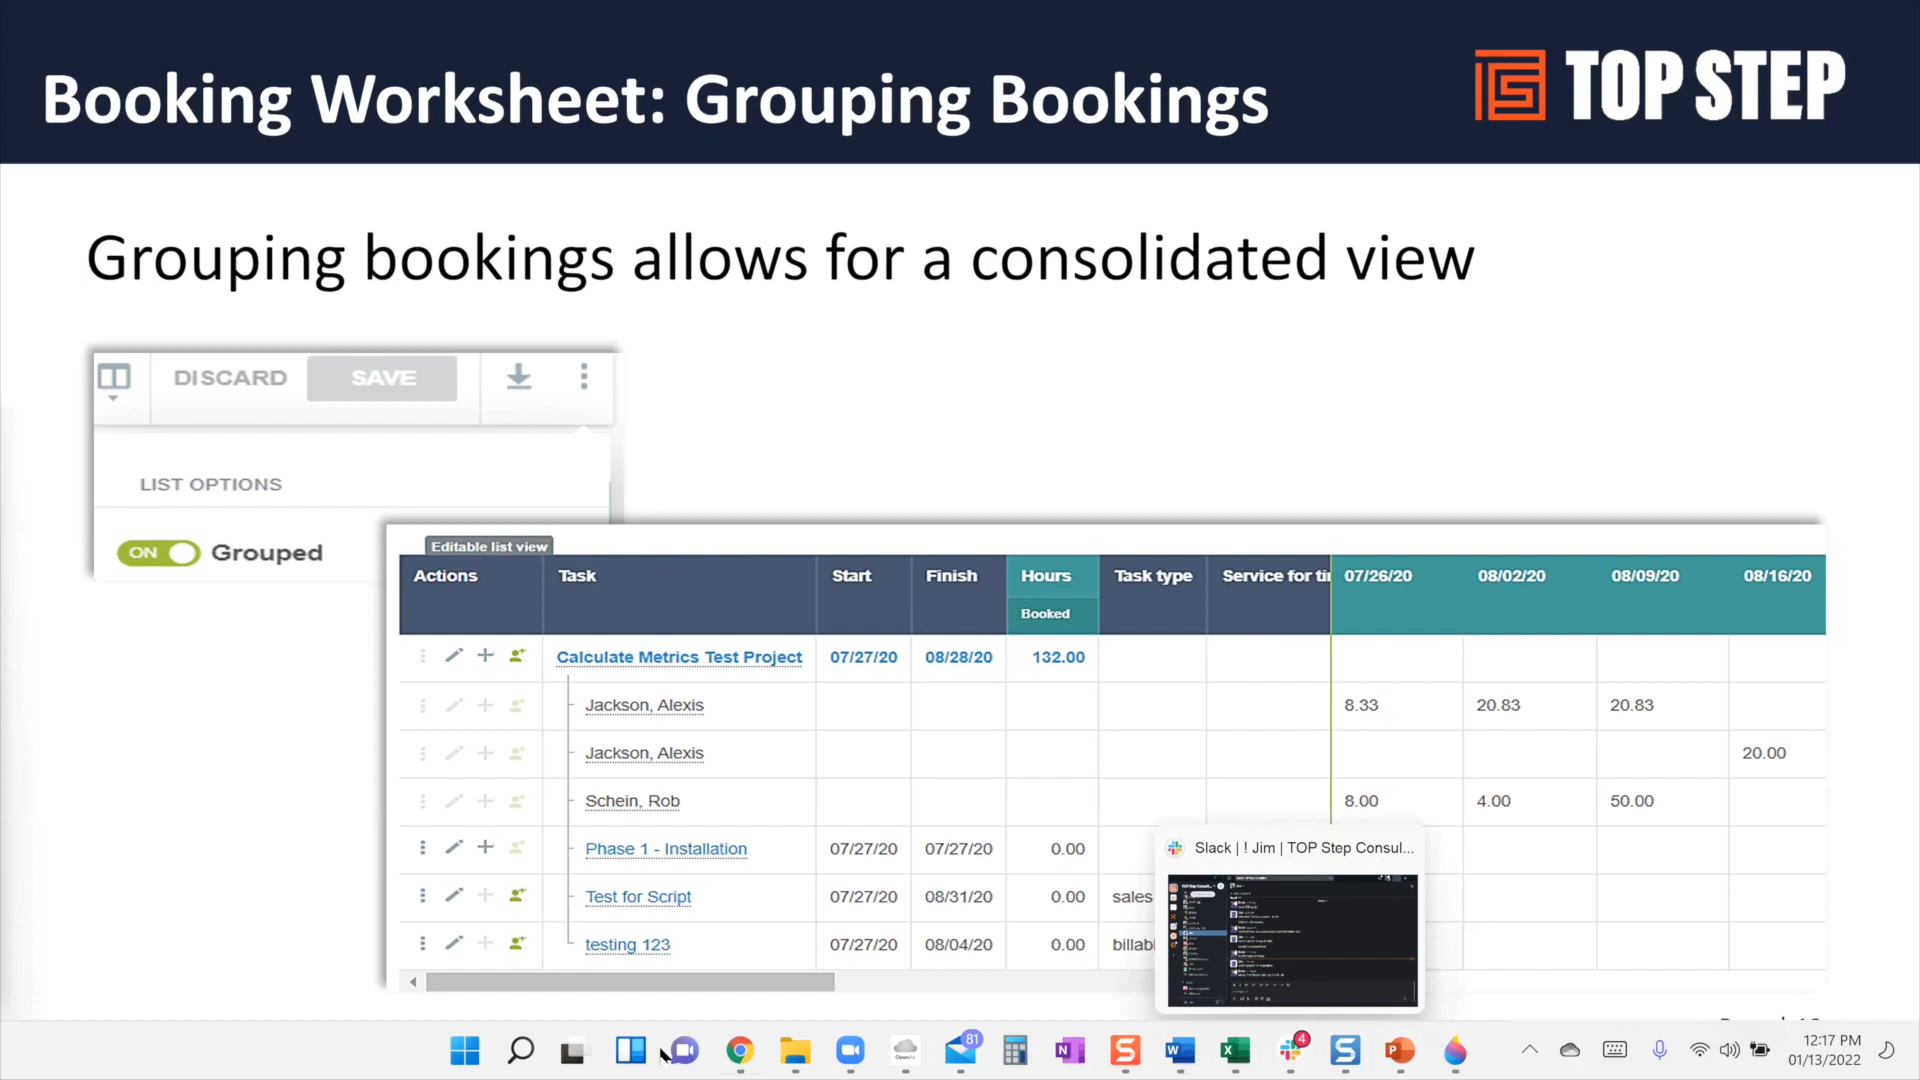 Booking Worksheet: Grouping Bookings
TOP STEP
Grouping bookings allows for a consolidated view
DISCARD SAVE
LIST OPTIONS
ON Grouped
Editable list view
Actions Task Start Finish Hours Task type Service for ti 07/26/20 08/02/20 08/09/20 08/16/20
Booked
Calculate Metrics Test Project 07/27/20 08/28/20 132.00
Jackson, Alexis 8.33 20.83 20.83
Jackson, Alexis 20.00
Schein, Rob 8.00 4.00 50.00
Phase 1 - Installation 07/27/20 07/27/20 0.00
Test for Script 07/27/20 08/31/20 0.00 sales
testing 123 07/27/20 08/04/20 0.00 billab
Slack | ! Jim | TOP Step Consul...
81
4
12:17 PM
01/13/2022